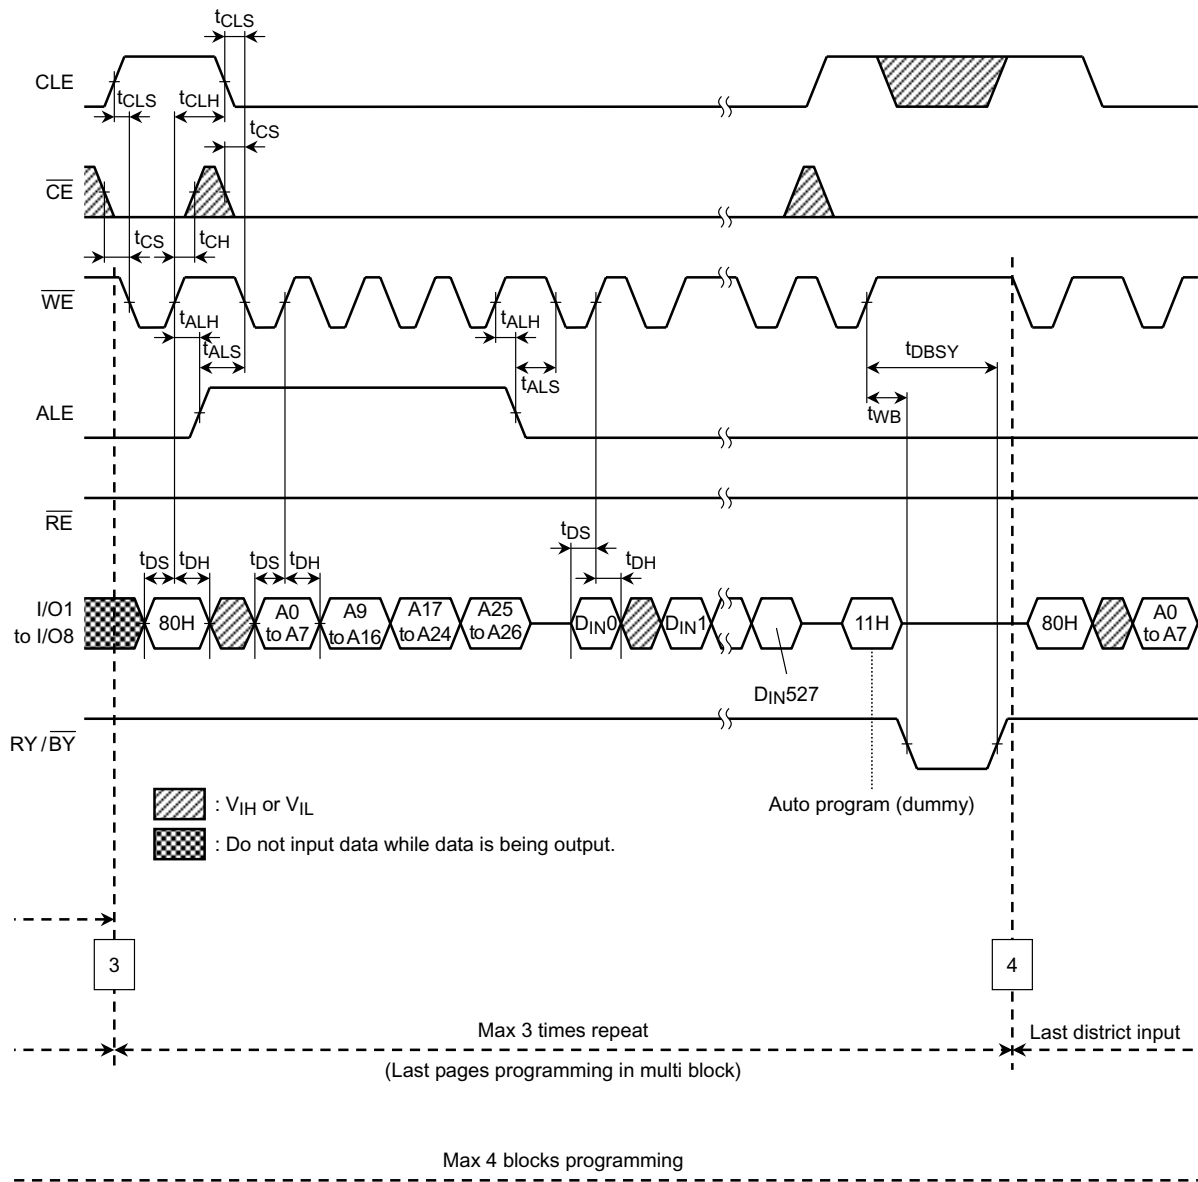 tCLS
CLE
tCLS
tCLH
tCS
CE
tCS
tCH
WE
tALH
tALH
tALS
tDBSY
tALS
ALE
tWB
RE
tDS
tDS
tDH
tDS
tDH
tDH
I/O1
to I/O8
80H
A0
to A7
A9
to A16
A17
to A24
A25
to A26
DIN0
DIN1
11H
80H
A0
to A7
DIN527
RY/BY
: VIH or VIL
Auto program (dummy)
: Do not input data while data is being output.
3
4
Max 3 times repeat
Last district input
(Last pages programming in multi block)
Max 4 blocks programming